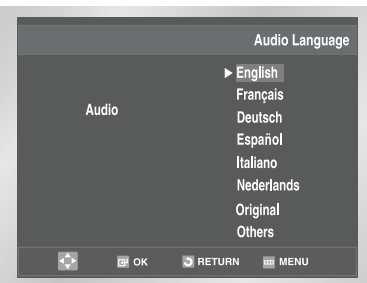 Audio Language
► English
Français
Audio
Deutsch
Español
Italiano
Nederlands
Original
Others
OK RETURN MENU